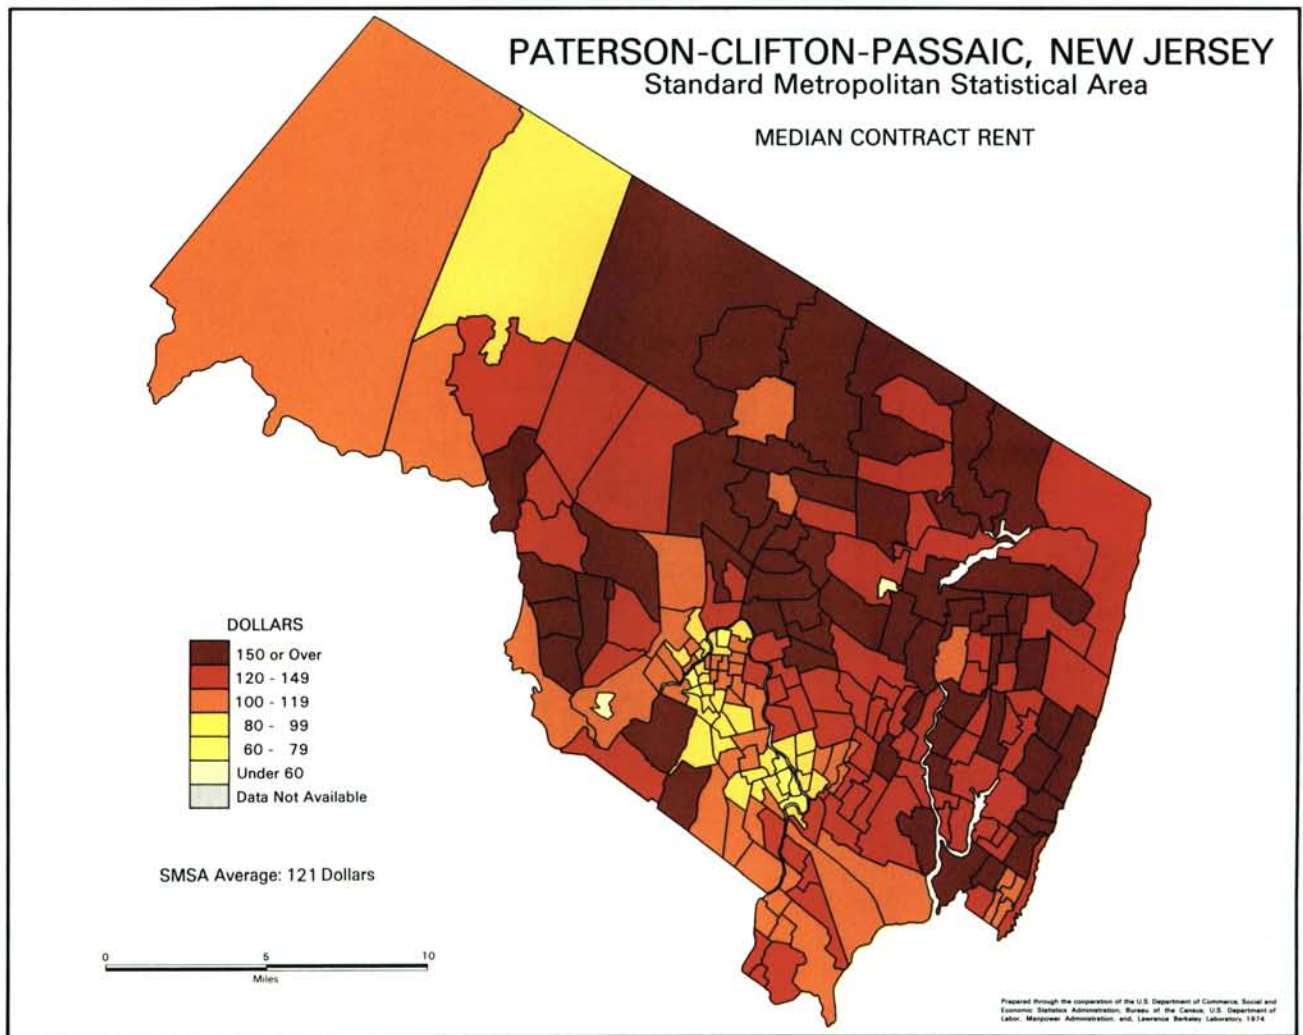 PATERSON-CLIFTON-PASSAIC, NEW JERSEY
Standard Metropolitan Statistical Area
MEDIAN CONTRACT RENT
DOLLARS
150 or Over
120 - 149
100 - 119
80 - 99
60 - 79
Under 60
Data Not Available
SMSA Average: 121 Dollars
0 5 10
Miles
Prepared through the cooperation of the U.S. Department of Commerce, Social and
Economic Statistics Administration, Bureau of the Census; U.S. Department of
Labor, Manpower Administration; and, Lawrence Berkeley Laboratory 1974